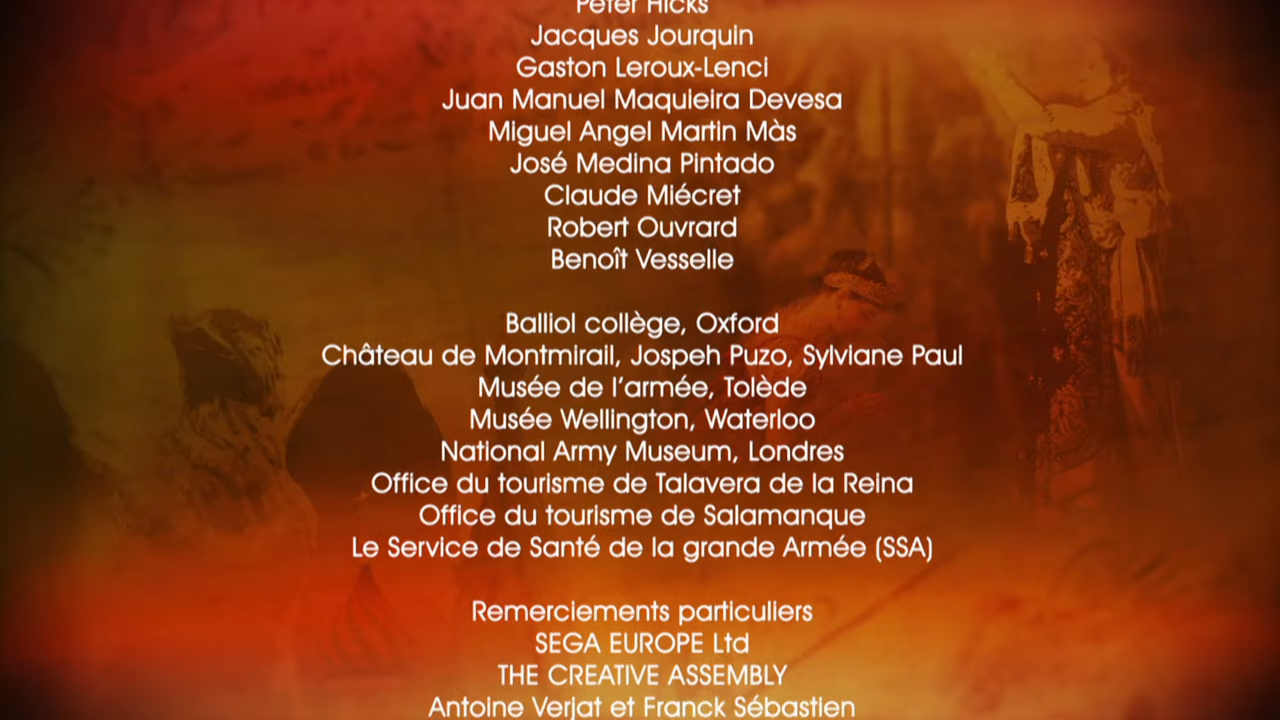 Peter Hicks
Jacques Jourquin
Gaston Leroux-Lenci
Juan Manuel Maquieira Devesa
Miguel Angel Martin Màs
José Medina Pintado
Claude Miécret
Robert Ouvrard
Benoît Vesselle
Balliol collège, Oxford
Château de Montmirail, Jospeh Puzo, Sylviane Paul
Musée de l'armée, Tolède
Musée Wellington, Waterloo
National Army Museum, Londres
Office du tourisme de Talavera de la Reina
Office du tourisme de Salamanque
Le Service de Santé de la grande Armée (SSA)
Remerciements particuliers
SEGA EUROPE Ltd
THE CREATIVE ASSEMBLY
Antoine Verjat et Franck Sébastien